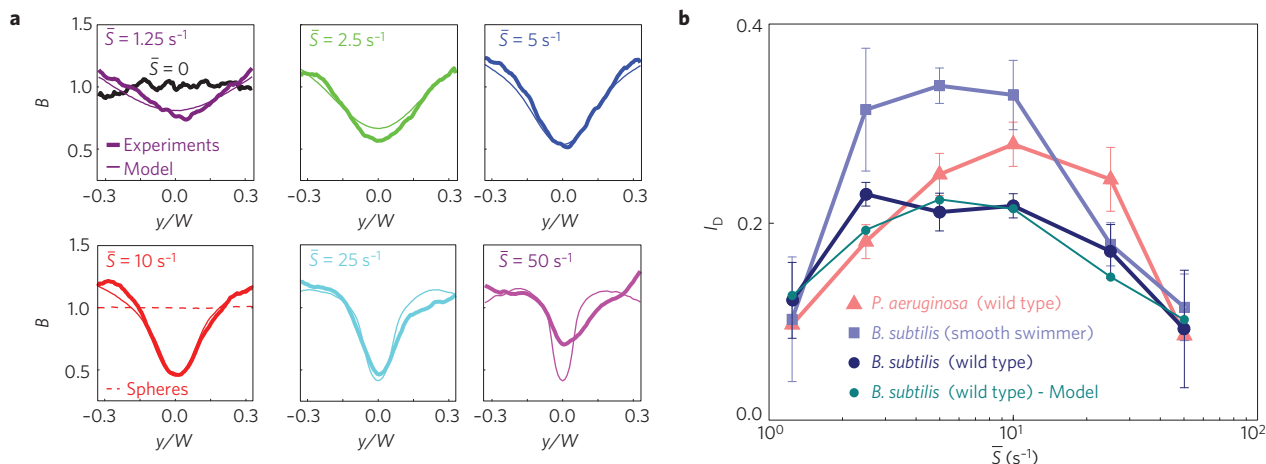 a
S̄ = 1.25 s⁻¹
S̄ = 0
Experiments
Model
B
1.5
1.0
0.5
−0.3 0.0 0.3
y/W
S̄ = 2.5 s⁻¹
−0.3 0.0 0.3
y/W
S̄ = 5 s⁻¹
−0.3 0.0 0.3
y/W
S̄ = 10 s⁻¹
Spheres
B
1.5
1.0
0.5
−0.3 0.0 0.3
y/W
S̄ = 25 s⁻¹
−0.3 0.0 0.3
y/W
S̄ = 50 s⁻¹
−0.3 0.0 0.3
y/W
b
I_D
0.4
0.2
0.0
P. aeruginosa (wild type)
B. subtilis (smooth swimmer)
B. subtilis (wild type)
B. subtilis (wild type) - Model
10⁰ 10¹ 10²
S̄ (s⁻¹)